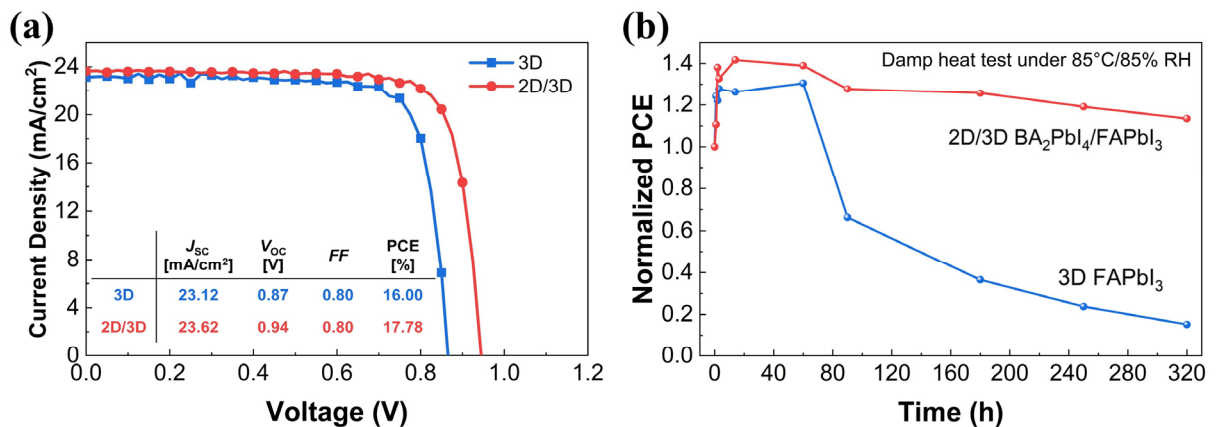 (a)
Current Density (mA/cm²)
24
20
16
12
8
4
0
3D
2D/3D
J_SC V_OC FF PCE
[mA/cm²] [V] [%]
3D 23.12 0.87 0.80 16.00
2D/3D 23.62 0.94 0.80 17.78
0.0 0.2 0.4 0.6 0.8 1.0 1.2
Voltage (V)
(b)
Normalized PCE
1.4
1.2
1.0
0.8
0.6
0.4
0.2
0.0
Damp heat test under 85°C/85% RH
2D/3D BA₂PbI₄/FAPbI₃
3D FAPbI₃
0 40 80 120 160 200 240 280 320
Time (h)